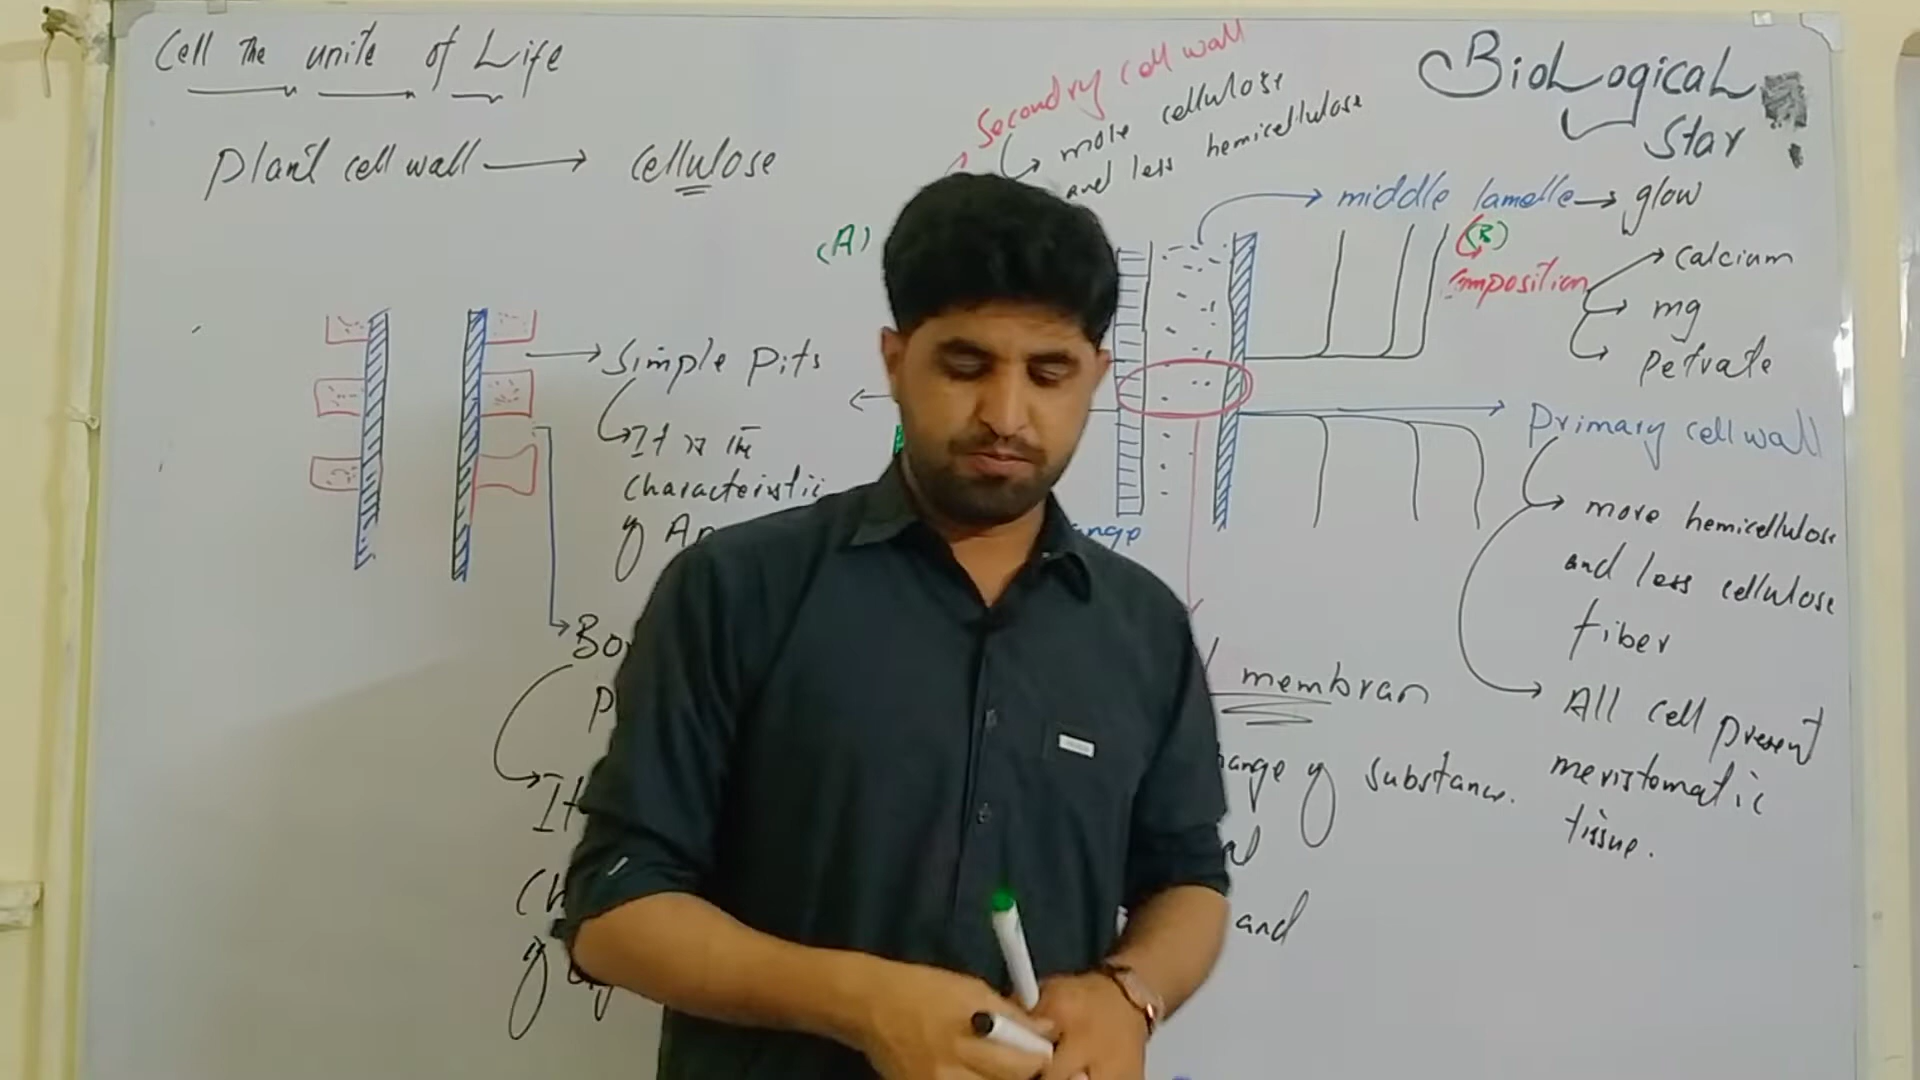 Cell The unite of Life
Plant cell wall → cellulose
Secondry cell wall
more cellulose
and less hemicellulose
BioLogicaL
Star
middle lamelle → glow
(A)
(B)
Composition
calcium
mg
Petvate
Simple pits
It is the
characteristic
of
Primary cell wall
more hemicellulose
and less cellulose
fiber
All cell present
meristomatic
tissue.
membran
of substance.
and
It